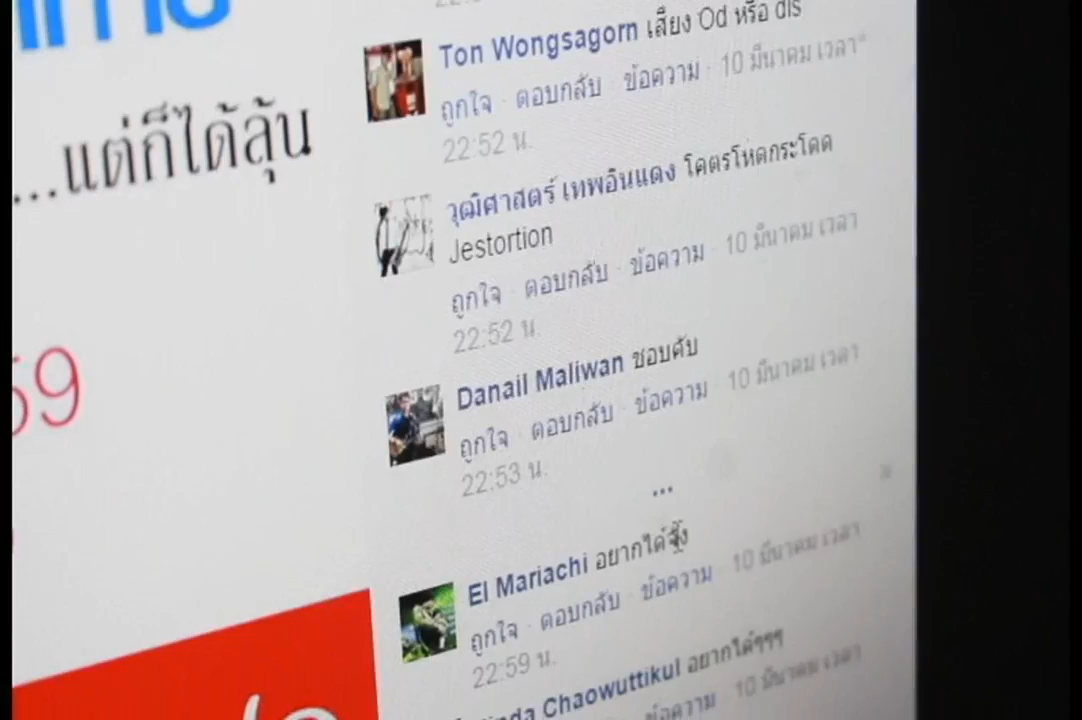 ...แต่ก็ได้ลุ้น
59
Ton Wongsagorn เสียง Od หรือ dis
ถูกใจ · ตอบกลับ · ข้อความ · 10 มีนาคม เวลา
22:52 น.
วุฒิศาสตร์ เทพอินแดง โคตรโหดกระโดด
Jestortion
ถูกใจ · ตอบกลับ · ข้อความ · 10 มีนาคม เวลา
22:52 น.
Danail Maliwan ชอบคับ
ถูกใจ · ตอบกลับ · ข้อความ · 10 มีนาคม เวลา
22:53 น.
...
El Mariachi อยากได้
ถูกใจ · ตอบกลับ · ข้อความ · 10 มีนาคม เวลา
22:59 น.
Chaowuttikul อยากได้ๆๆๆ
ข้อความ · 10 มีนาคม เวลา